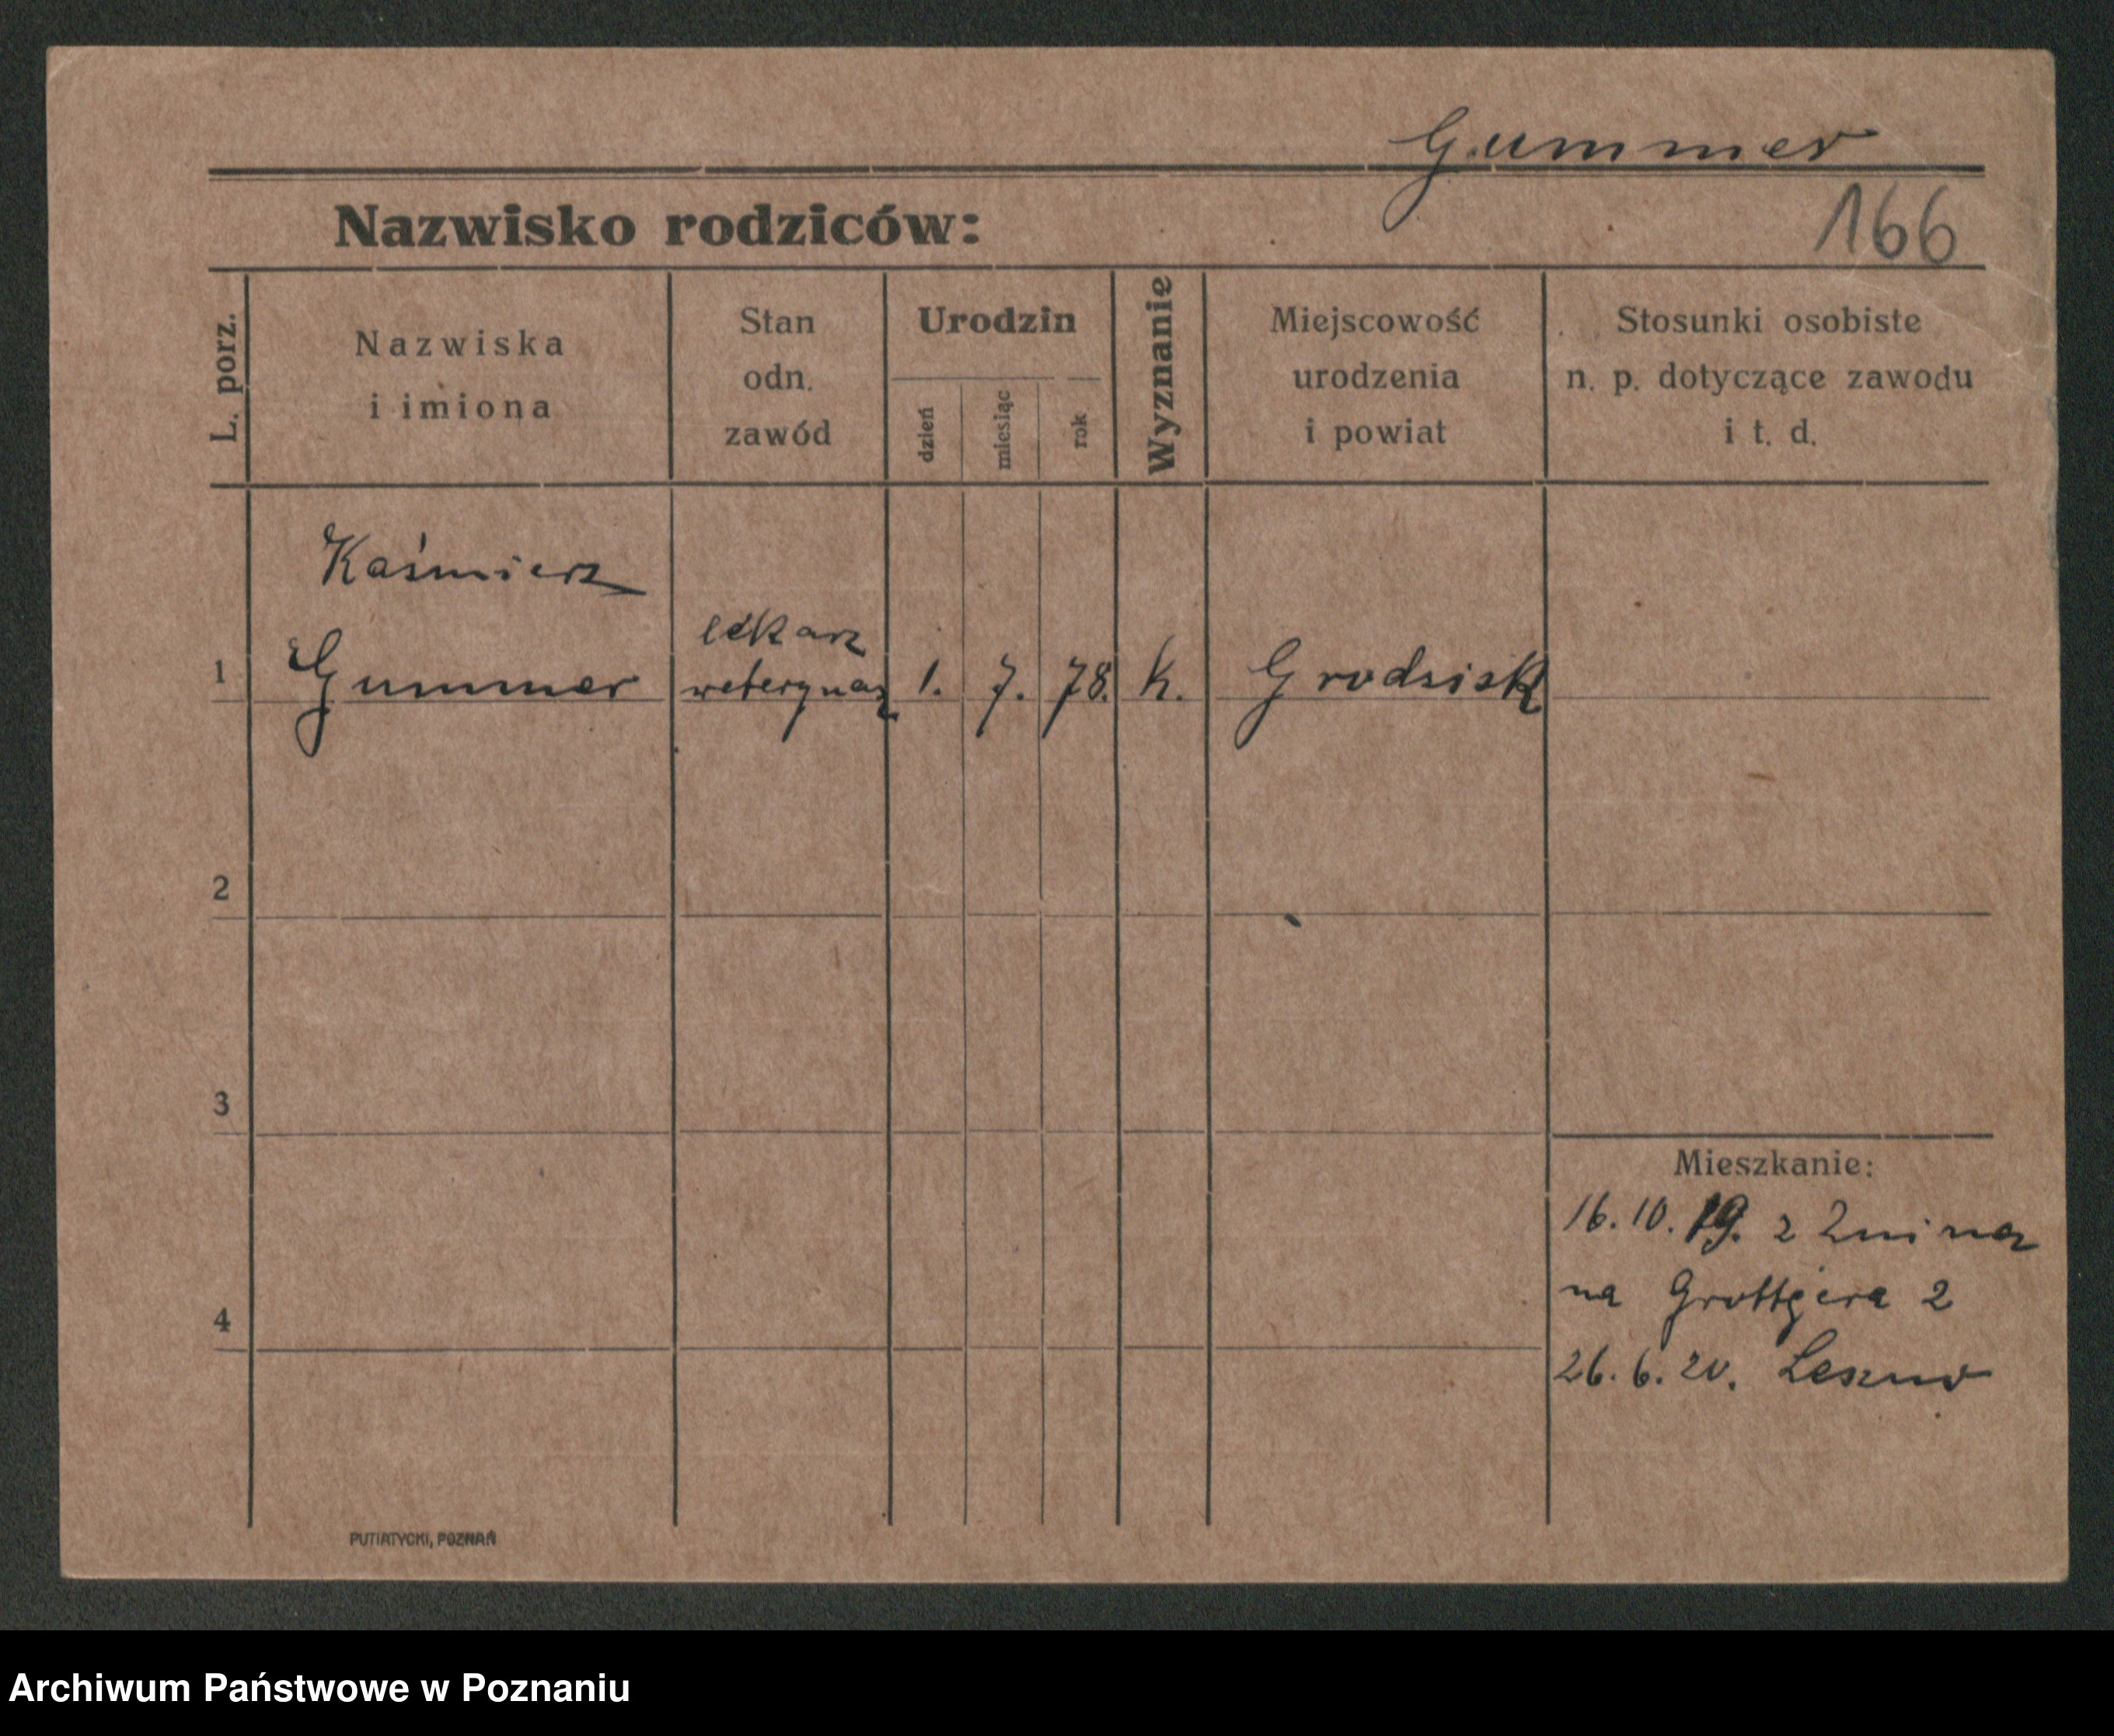 Gummer
Nazwisko rodziców:
166
L. porz.
Nazwiska
i imiona
Stan
odn.
zawód
Urodzin
dzień
miesiąc
rok
Wyznanie
Miejscowość
urodzenia
i powiat
Stosunki osobiste
n. p. dotyczące zawodu
i t. d.
Kaśmierz
lekarz
1 Gummer weterynarz 1. 7. 78. k. Grodzisk
2
3
Mieszkanie:
16. 10. 19. z Znina
na Grottgera 2
4
26. 6. 20. Leszno
PUTIATYCKI, POZNAŃ
Archiwum Państwowe w Poznaniu